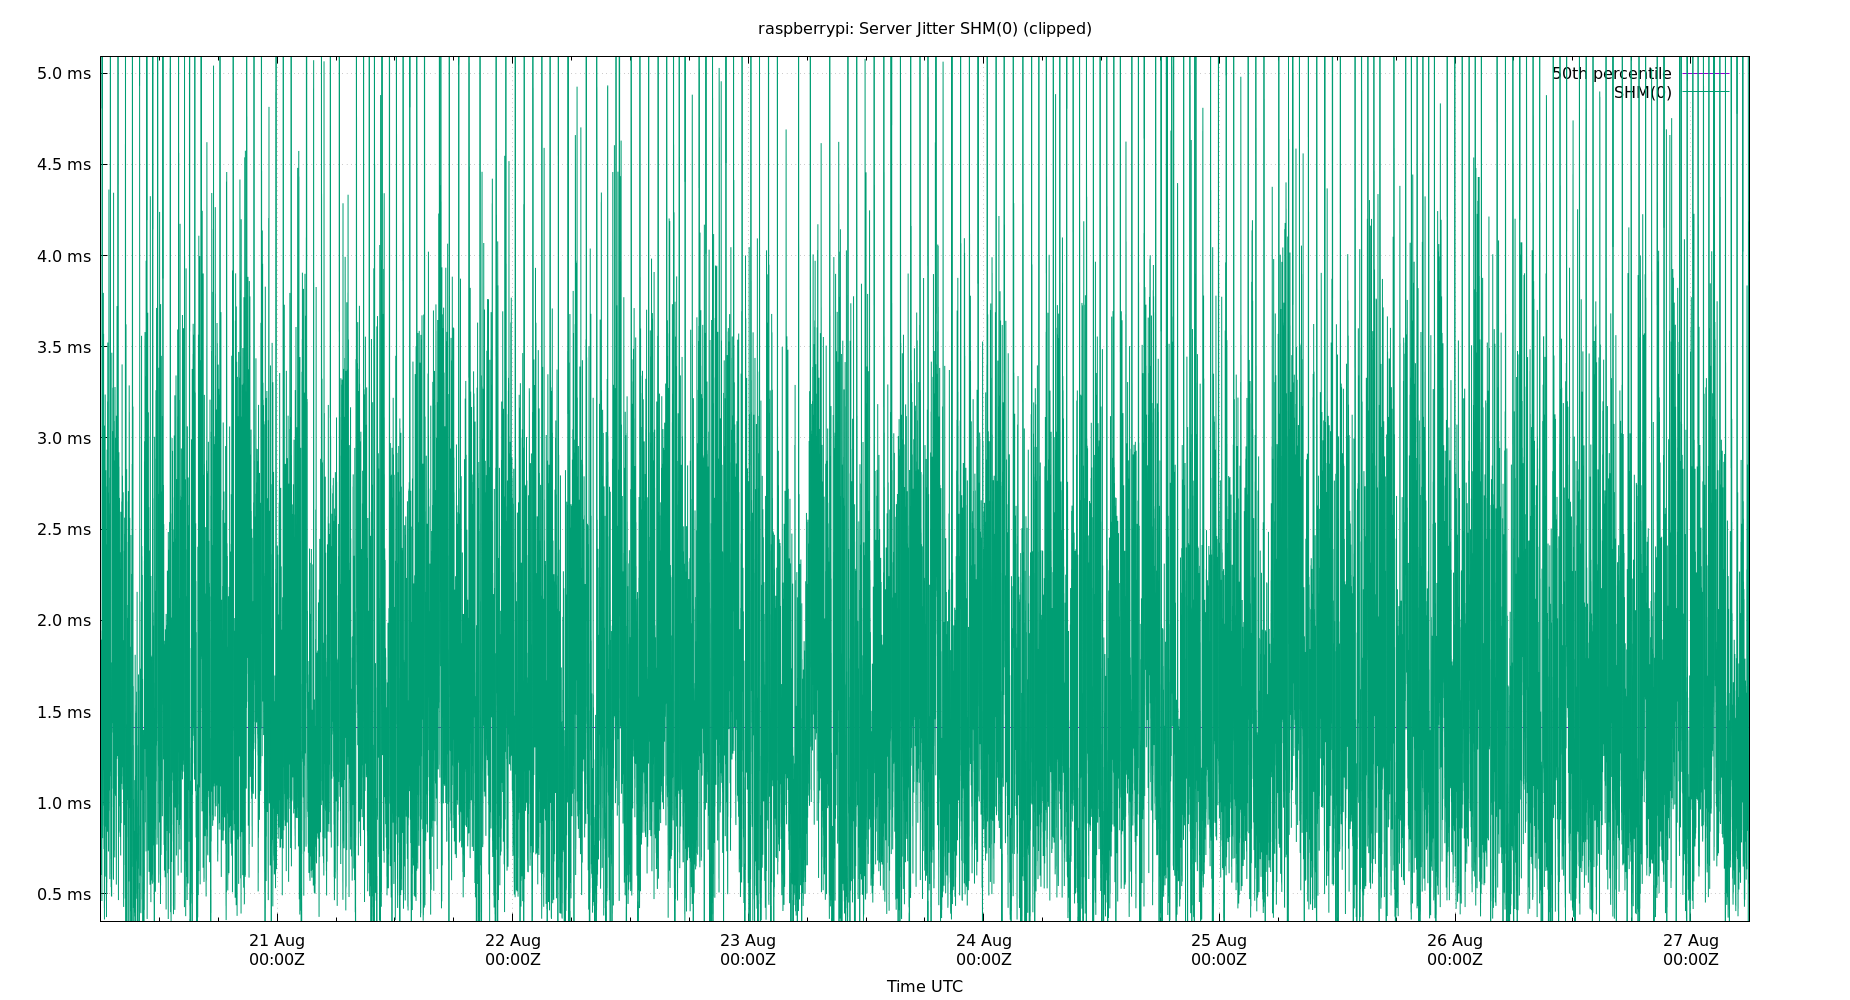 raspberrypi: Server Jitter SHM(0) (clipped)
5.0 ms
4.5 ms
4.0 ms
3.5 ms
3.0 ms
2.5 ms
2.0 ms
1.5 ms
1.0 ms
0.5 ms
50th percentile
SHM(0)
21 Aug 22 Aug 23 Aug 24 Aug 25 Aug 26 Aug 27 Aug
00:00Z 00:00Z 00:00Z 00:00Z 00:00Z 00:00Z 00:00Z
Time UTC